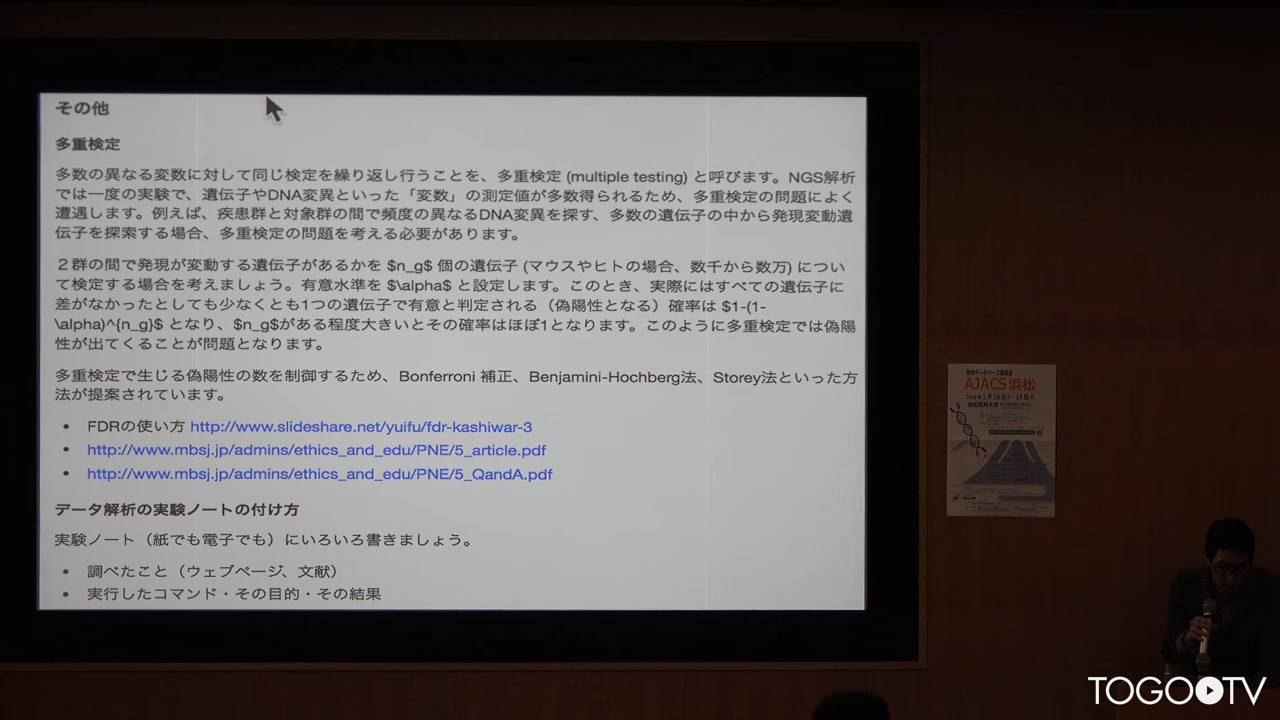 その他
多重検定
多数の異なる変数に対して同じ検定を繰り返し行うことを、多重検定 (multiple testing) と呼びます。NGS解析
では一度の実験で、遺伝子やDNA変異といった「変数」の測定値が多数得られるため、多重検定の問題によく
遭遇します。例えば、疾患群と対象群の間で頻度の異なるDNA変異を探す、多数の遺伝子の中から発現変動遺
伝子を探索する場合、多重検定の問題を考える必要があります。
２群の間で発現が変動する遺伝子があるかを $n_g$ 個の遺伝子 (マウスやヒトの場合、数千から数万) につい
て検定する場合を考えましょう。有意水準を $\alpha$ と設定します。このとき、実際にはすべての遺伝子に
差がなかったとしても少なくとも1つの遺伝子で有意と判定される（偽陽性となる）確率は $1-(1-
\alpha)^{n_g}$ となり、$n_g$がある程度大きいとその確率はほぼ1となります。このように多重検定では偽陽
性が出てくることが問題となります。
多重検定で生じる偽陽性の数を制御するため、Bonferroni 補正、Benjamini-Hochberg法、Storey法といった方
法が提案されています。
• FDRの使い方 http://www.slideshare.net/yuifu/fdr-kashiwar-3
• http://www.mbsj.jp/admins/ethics_and_edu/PNE/5_article.pdf
• http://www.mbsj.jp/admins/ethics_and_edu/PNE/5_QandA.pdf
データ解析の実験ノートの付け方
実験ノート（紙でも電子でも）にいろいろ書きましょう。
• 調べたこと（ウェブページ、文献）
• 実行したコマンド・その目的・その結果
統合データベース講習会
AJACS浜松
TOGOTV